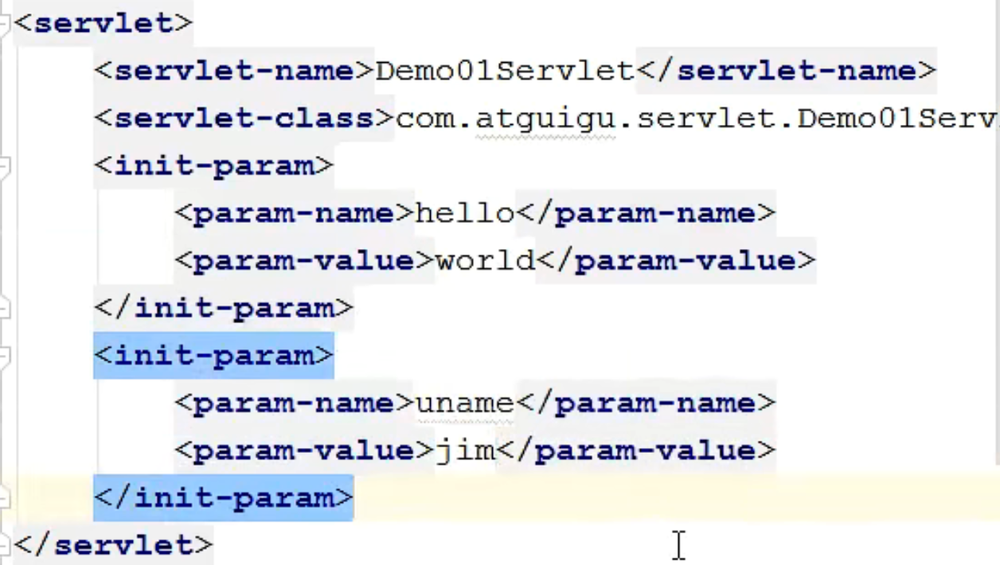 <servlet>
<servlet-name>Demo01Servlet</servlet-name>
<servlet-class>com.atguigu.servlet.Demo01Serv
<init-param>
<param-name>hello</param-name>
<param-value>world</param-value>
</init-param>
<init-param>
<param-name>uname</param-name>
<param-value>jim</param-value>
</init-param>
</servlet>